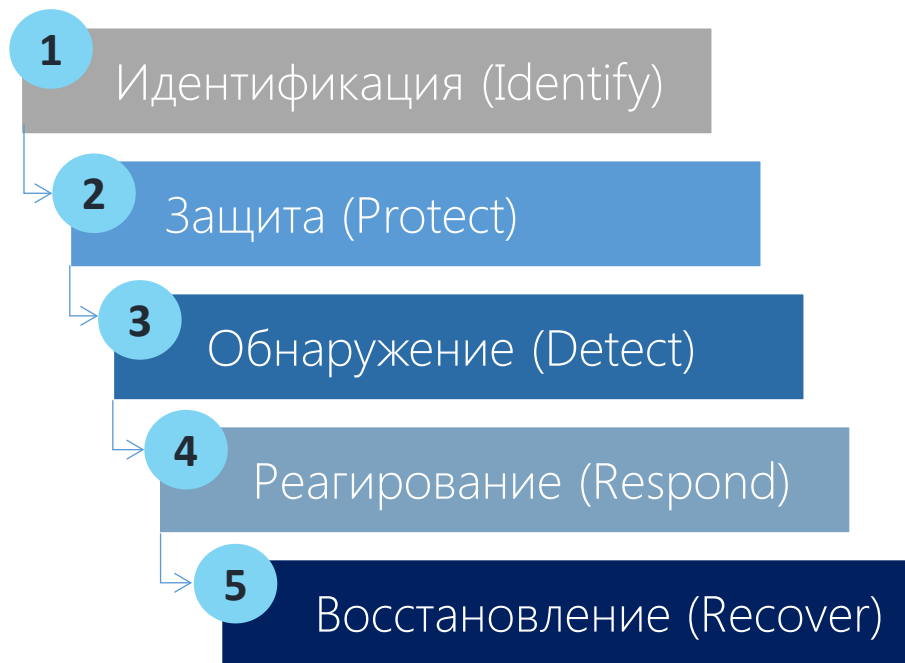 1
Идентификация (Identify)
2
Защита (Protect)
3
Обнаружение (Detect)
4
Реагирование (Respond)
5
Восстановление (Recover)